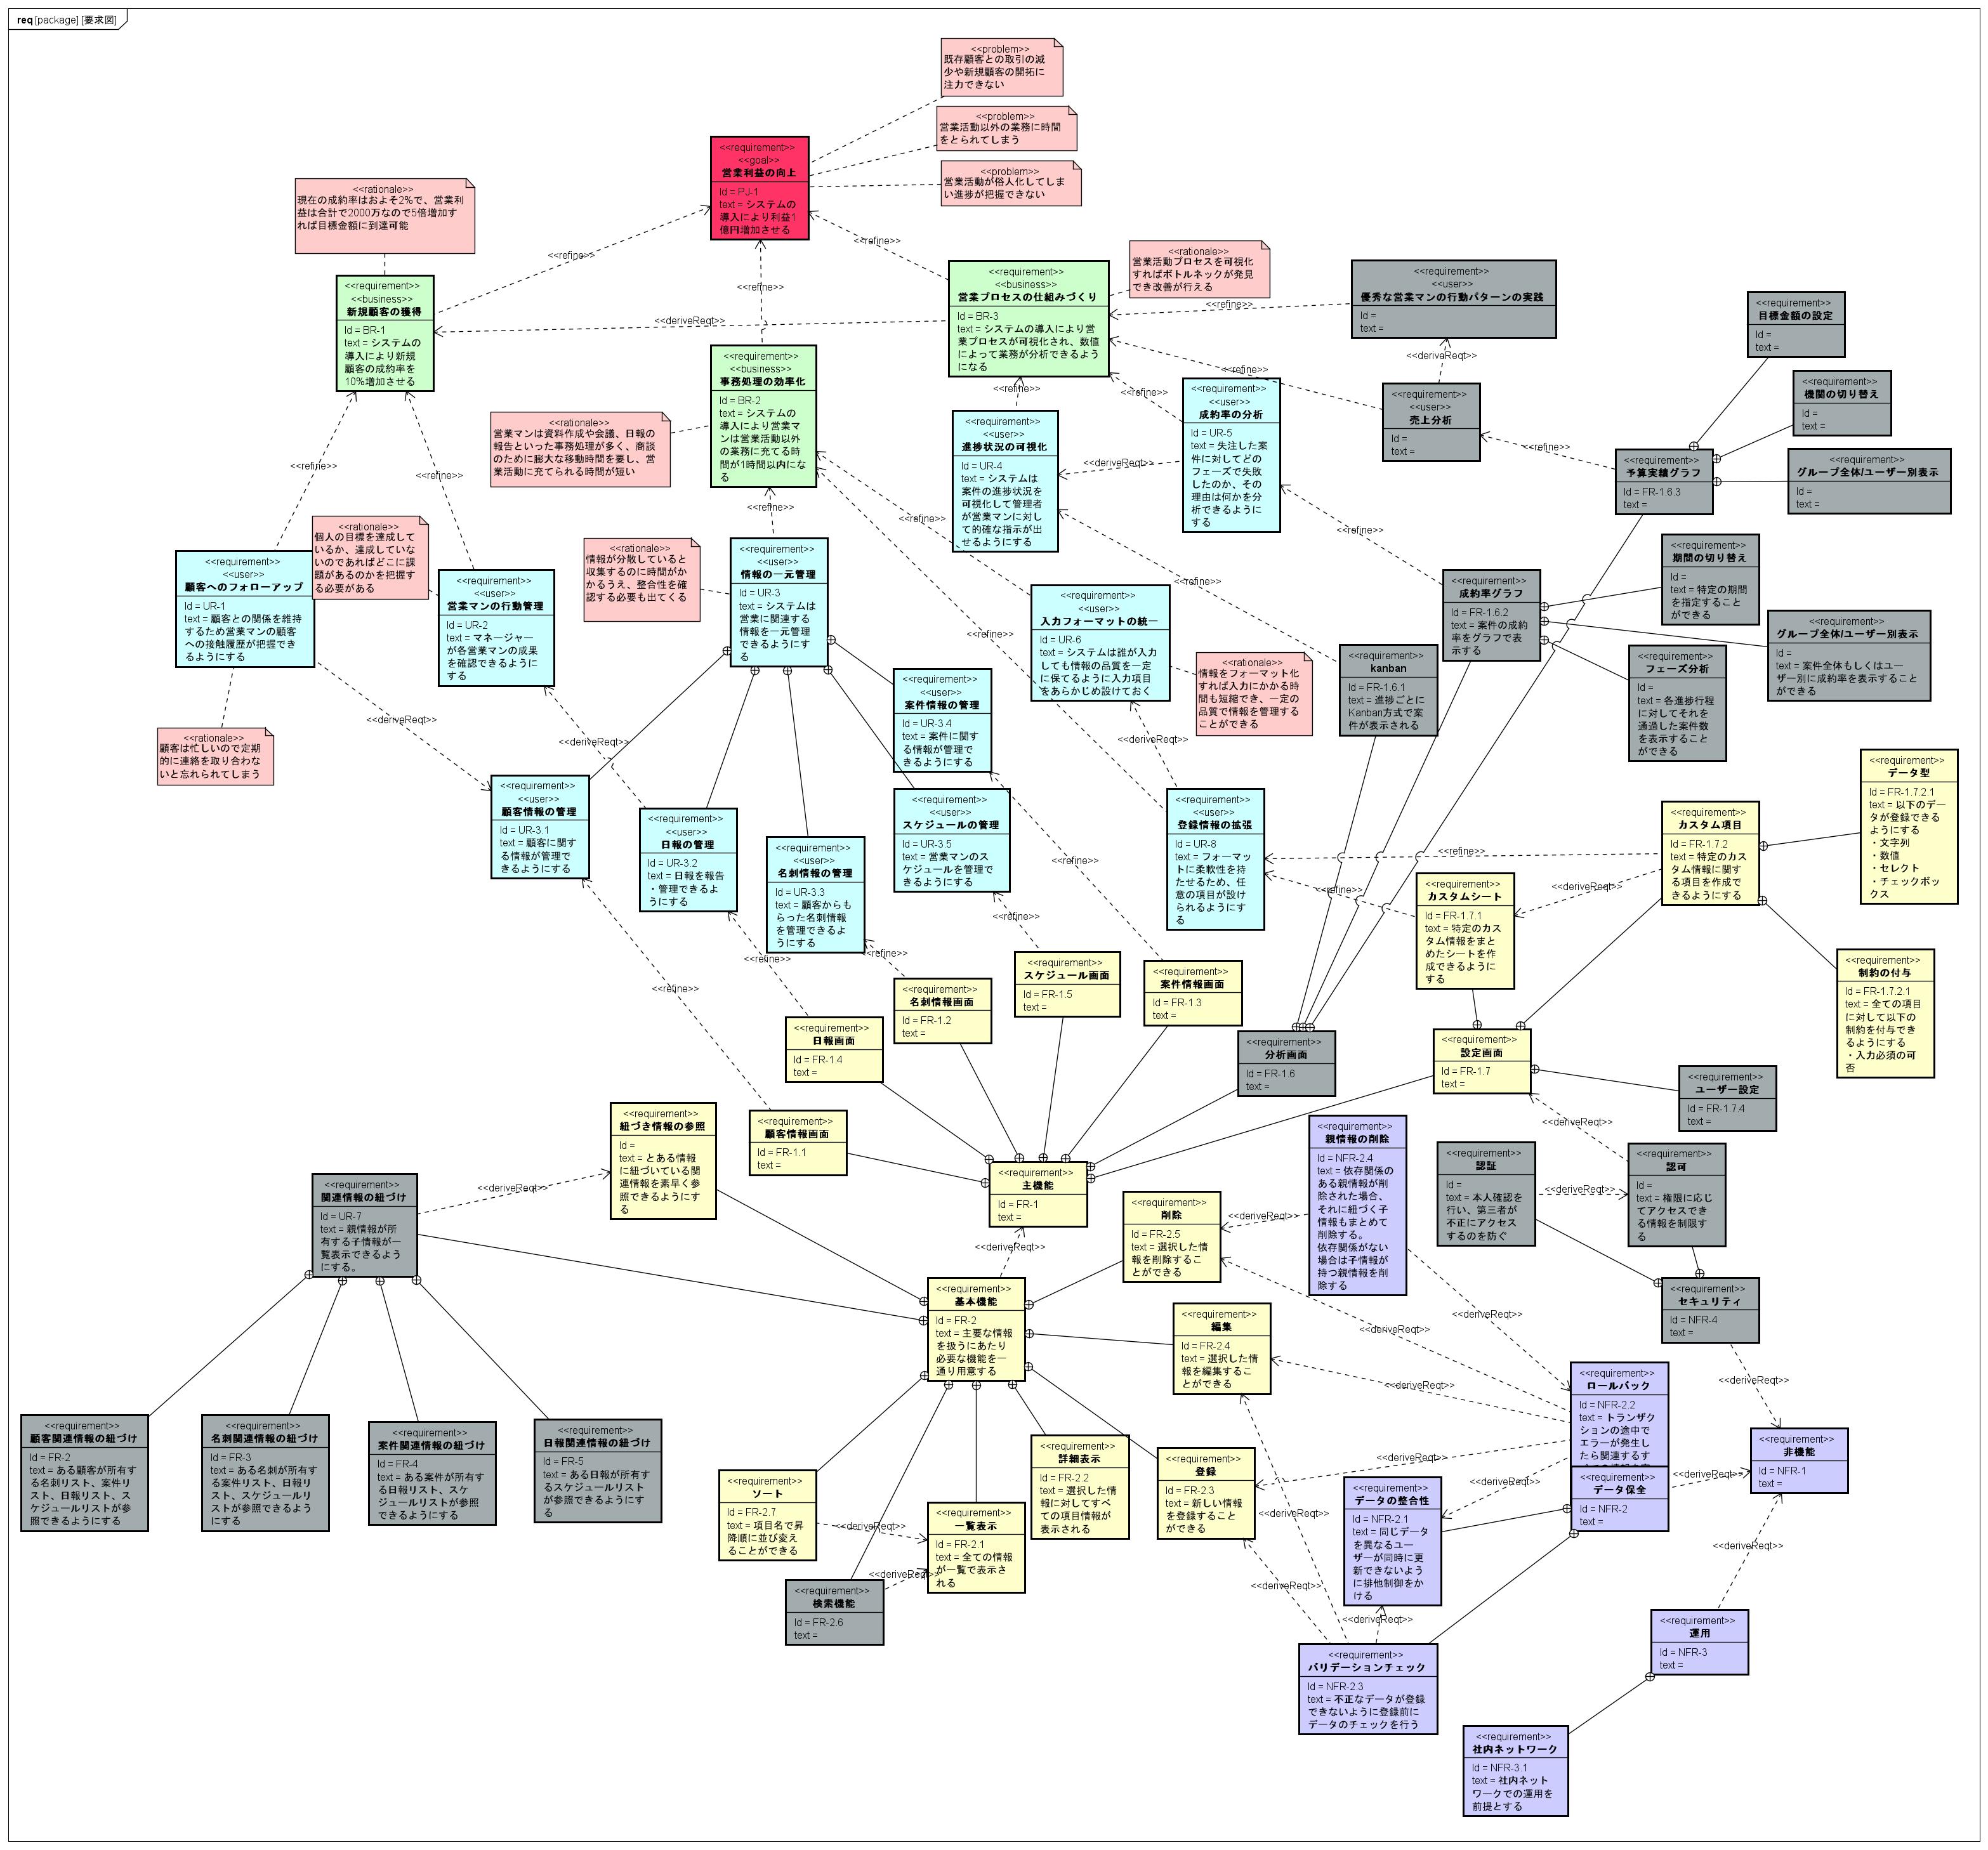 req [package] [要求図]
<<problem>>
既存顧客との取引の減
少や新規顧客の開拓に
注力できない
<<problem>>
営業活動以外の業務に時間
をとられてしまう
<<problem>>
営業活動が俗人化してしま
い進捗が把握できない
<<requirement>>
<<goal>>
営業利益の向上
Id = PJ-1
text = システムの
導入により利益1
億円増加させる
<<rationale>>
現在の成約率はおよそ2%で、営業利
益は合計で2000万なので5倍増加す
れば目標金額に到達可能
<<refine>>
<<refine>>
<<refine>>
<<deriveReqt>>
<<requirement>>
<<business>>
新規顧客の獲得
Id = BR-1
text = システムの
導入により新規
顧客の成約率を
10%増加させる
<<requirement>>
<<business>>
営業プロセスの仕組みづくり
Id = BR-3
text = システムの導入により営
業プロセスが可視化され、数値
によって業務が分析できるよう
になる
<<rationale>>
営業活動プロセスを可視化
すればボトルネックが発見
でき改善が行える
<<refine>>
<<requirement>>
<<user>>
優秀な営業マンの行動パターンの実践
Id =
text =
<<deriveReqt>>
<<requirement>>
目標金額の設定
Id =
text =
<<requirement>>
機関の切り替え
Id =
text =
<<requirement>>
グループ全体/ユーザー別表示
Id =
text =
<<requirement>>
<<business>>
事務処理の効率化
Id = BR-2
text = システムの
導入により営業マ
ンは営業活動以外
の業務に充てる時
間が1時間以内にな
る
<<rationale>>
営業マンは資料作成や会議、日報の
報告といった事務処理が多く、商談
のために膨大な移動時間を要し、営
業活動に充てられる時間が短い
<<refine>>
<<refine>>
<<refine>>
<<requirement>>
<<user>>
進捗状況の可視化
Id = UR-4
text = システムは
案件の進捗状況を
可視化して管理者
が営業マンに対し
て的確な指示が出
せるようにする
<<deriveReqt>>
<<requirement>>
<<user>>
成約率の分析
Id = UR-5
text = 失注した案
件に対してどの
フェーズで失敗
したのか、その
理由は何かを分
析できるように
する
<<requirement>>
<<user>>
売上分析
Id =
text =
<<refine>>
<<requirement>>
予算実績グラフ
Id = FR-1.6.3
text =
<<refine>>
<<refine>>
<<refine>>
<<refine>>
<<refine>>
<<refine>>
<<refine>>
<<rationale>>
個人の目標を達成して
いるか、達成していな
いのであればどこに課
題があるのかを把握す
る必要がある
<<requirement>>
<<user>>
顧客へのフォローアップ
Id = UR-1
text = 顧客との関係を維持
するため営業マンの顧客
への接触履歴が把握でき
るようにする
<<requirement>>
<<user>>
営業マンの行動管理
Id = UR-2
text = マネージャー
が各営業マンの成果
を確認できるように
する
<<rationale>>
情報が分散していると
収集するのに時間がか
かるうえ、整合性を確
認する必要も出てくる
<<requirement>>
<<user>>
情報の一元管理
Id = UR-3
text = システムは
営業に関連する
情報を一元管理
できるようにす
る
<<requirement>>
<<user>>
入力フォーマットの統一
Id = UR-6
text = システムは誰が入力
しても情報の品質を一定
に保てるように入力項目
をあらかじめ設けておく
<<rationale>>
情報をフォーマット化
すれば入力にかかる時
間も短縮でき、一定の
品質で情報を管理する
ことができる
<<requirement>>
kanban
Id = FR-1.6.1
text = 進捗ごとに
Kanban方式で案
件が表示される
<<requirement>>
成約率グラフ
Id = FR-1.6.2
text = 案件の成約
率をグラフで表
示する
<<requirement>>
期間の切り替え
Id =
text = 特定の期間
を指定すること
ができる
<<requirement>>
グループ全体/ユーザー別表示
Id =
text = 案件全体もしくはユー
ザー別に成約率を表示すること
ができる
<<requirement>>
フェーズ分析
Id =
text = 各進捗行程
に対してそれを
通過した案件数
を表示すること
ができる
<<rationale>>
顧客は忙しいので定期
的に連絡を取り合わな
いと忘れられてしまう
<<deriveReqt>>
<<deriveReqt>>
<<deriveReqt>>
<<requirement>>
<<user>>
案件情報の管理
Id = UR-3.4
text = 案件に関す
る情報が管理で
きるようにする
<<requirement>>
<<user>>
顧客情報の管理
Id = UR-3.1
text = 顧客に関す
る情報が管理で
きるようにする
<<requirement>>
<<user>>
日報の管理
Id = UR-3.2
text = 日報を報告
・管理できるよ
うにする
<<requirement>>
<<user>>
名刺情報の管理
Id = UR-3.3
text = 顧客からも
らった名刺情報
を管理できるよ
うにする
<<requirement>>
<<user>>
スケジュールの管理
Id = UR-3.5
text = 営業マンのス
ケジュールを管理で
きるようにする
<<requirement>>
<<user>>
登録情報の拡張
Id = UR-8
text = フォーマッ
トに柔軟性を持
たせるため、任
意の項目が設け
られるようにす
る
<<refine>>
<<refine>>
<<refine>>
<<deriveReqt>>
<<requirement>>
カスタムシート
Id = FR-1.7.1
text = 特定のカス
タム情報をまと
めたシートを作
成できるように
する
<<requirement>>
カスタム項目
Id = FR-1.7.2
text = 特定のカス
タム情報に関す
る項目を作成で
きるようにする
<<requirement>>
データ型
Id = FR-1.7.2.1
text = 以下のデー
タが登録できる
ようにする
・文字列
・数値
・セレクト
・チェックボッ
クス
<<requirement>>
制約の付与
Id = FR-1.7.2.1
text = 全ての項目
に対して以下の
制約を付与でき
るようにする
・入力必須の可
否
<<refine>>
<<refine>>
<<refine>>
<<refine>>
<<requirement>>
スケジュール画面
Id = FR-1.5
text =
<<requirement>>
案件情報画面
Id = FR-1.3
text =
<<requirement>>
名刺情報画面
Id = FR-1.2
text =
<<requirement>>
日報画面
Id = FR-1.4
text =
<<requirement>>
分析画面
Id = FR-1.6
text =
<<requirement>>
設定画面
Id = FR-1.7
text =
<<requirement>>
ユーザー設定
Id = FR-1.7.4
text =
<<requirement>>
紐づき情報の参照
Id =
text = とある情報
に紐づいている関
連情報を素早く参
照できるようにす
る
<<requirement>>
顧客情報画面
Id = FR-1.1
text =
<<requirement>>
主機能
Id = FR-1
text =
<<deriveReqt>>
<<requirement>>
親情報の削除
Id = NFR-2.4
text = 依存関係の
ある親情報が削
除された場合、
それに紐づく子
情報もまとめて
削除する。
依存関係がない
場合は子情報が
持つ親情報を削
除する
<<deriveReqt>>
<<requirement>>
認証
Id =
text = 本人確認を
行い、第三者が
不正にアクセス
するのを防ぐ
<<deriveReqt>>
<<requirement>>
認可
Id =
text = 権限に応じ
てアクセスでき
る情報を制限す
る
<<requirement>>
関連情報の紐づけ
Id = UR-7
text = 親情報が所
有する子情報が一
覧表示できるよう
にする。
<<deriveReqt>>
<<requirement>>
削除
Id = FR-2.5
text = 選択した情
報を削除するこ
とができる
<<deriveReqt>>
<<requirement>>
基本機能
Id = FR-2
text = 主要な情報
を扱うにあたり
必要な機能を一
通り用意する
<<requirement>>
編集
Id = FR-2.4
text = 選択した情
報を編集するこ
とができる
<<deriveReqt>>
<<deriveReqt>>
<<deriveReqt>>
<<requirement>>
セキュリティ
Id = NFR-4
text =
<<deriveReqt>>
<<requirement>>
ロールバック
Id = NFR-2.2
text = トランザク
ションの途中で
エラーが発生し
たら関連するす
<<requirement>>
データ保全
Id = NFR-2
text =
<<deriveReqt>>
<<requirement>>
非機能
Id = NFR-1
text =
<<deriveReqt>>
<<deriveReqt>>
<<requirement>>
顧客関連情報の紐づけ
Id = FR-2
text = ある顧客が所有す
る名刺リスト、案件リ
スト、日報リスト、ス
ケジュールリストが参
照できるようにする
<<requirement>>
名刺関連情報の紐づけ
Id = FR-3
text = ある名刺が所有す
る案件リスト、日報リ
スト、スケジュールリ
ストが参照できるよう
にする
<<requirement>>
案件関連情報の紐づけ
Id = FR-4
text = ある案件が所有す
る日報リスト、スケ
ジュールリストが参照
できるようにする
<<requirement>>
日報関連情報の紐づけ
Id = FR-5
text = ある日報が所有す
るスケジュールリスト
が参照できるようにす
る
<<requirement>>
ソート
Id = FR-2.7
text = 項目名で昇
降順に並び変え
ることができる
<<deriveReqt>>
<<requirement>>
一覧表示
Id = FR-2.1
text = 全ての情報
が一覧で表示さ
れる
<<requirement>>
詳細表示
Id = FR-2.2
text = 選択した情
報に対してすべ
ての項目情報が
表示される
<<requirement>>
登録
Id = FR-2.3
text = 新しい情報
を登録すること
ができる
<<deriveReqt>>
<<requirement>>
検索機能
Id = FR-2.6
text =
<<requirement>>
データの整合性
Id = NFR-2.1
text = 同じデータ
を異なるユー
ザーが同時に更
新できないよう
に排他制御をか
ける
<<deriveReqt>>
<<deriveReqt>>
<<deriveReqt>>
<<deriveReqt>>
<<requirement>>
バリデーションチェック
Id = NFR-2.3
text = 不正なデータが登録
できないように登録前に
データのチェックを行う
<<deriveReqt>>
<<requirement>>
運用
Id = NFR-3
text =
<<requirement>>
社内ネットワーク
Id = NFR-3.1
text = 社内ネット
ワークでの運用を
前提とする